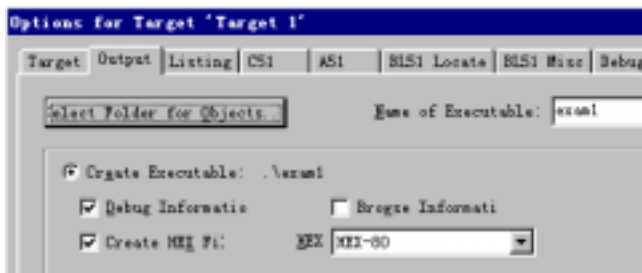 Options for Target 'Target 1'
Target Output Listing C51 A51 BL51 Locate BL51 Misc Debug
Select Folder for Objects... Name of Executable: exam1
Create Executable: .\exam1
Debug Informatio Browse Informati
Create HEX Fi: HEX HEX-80